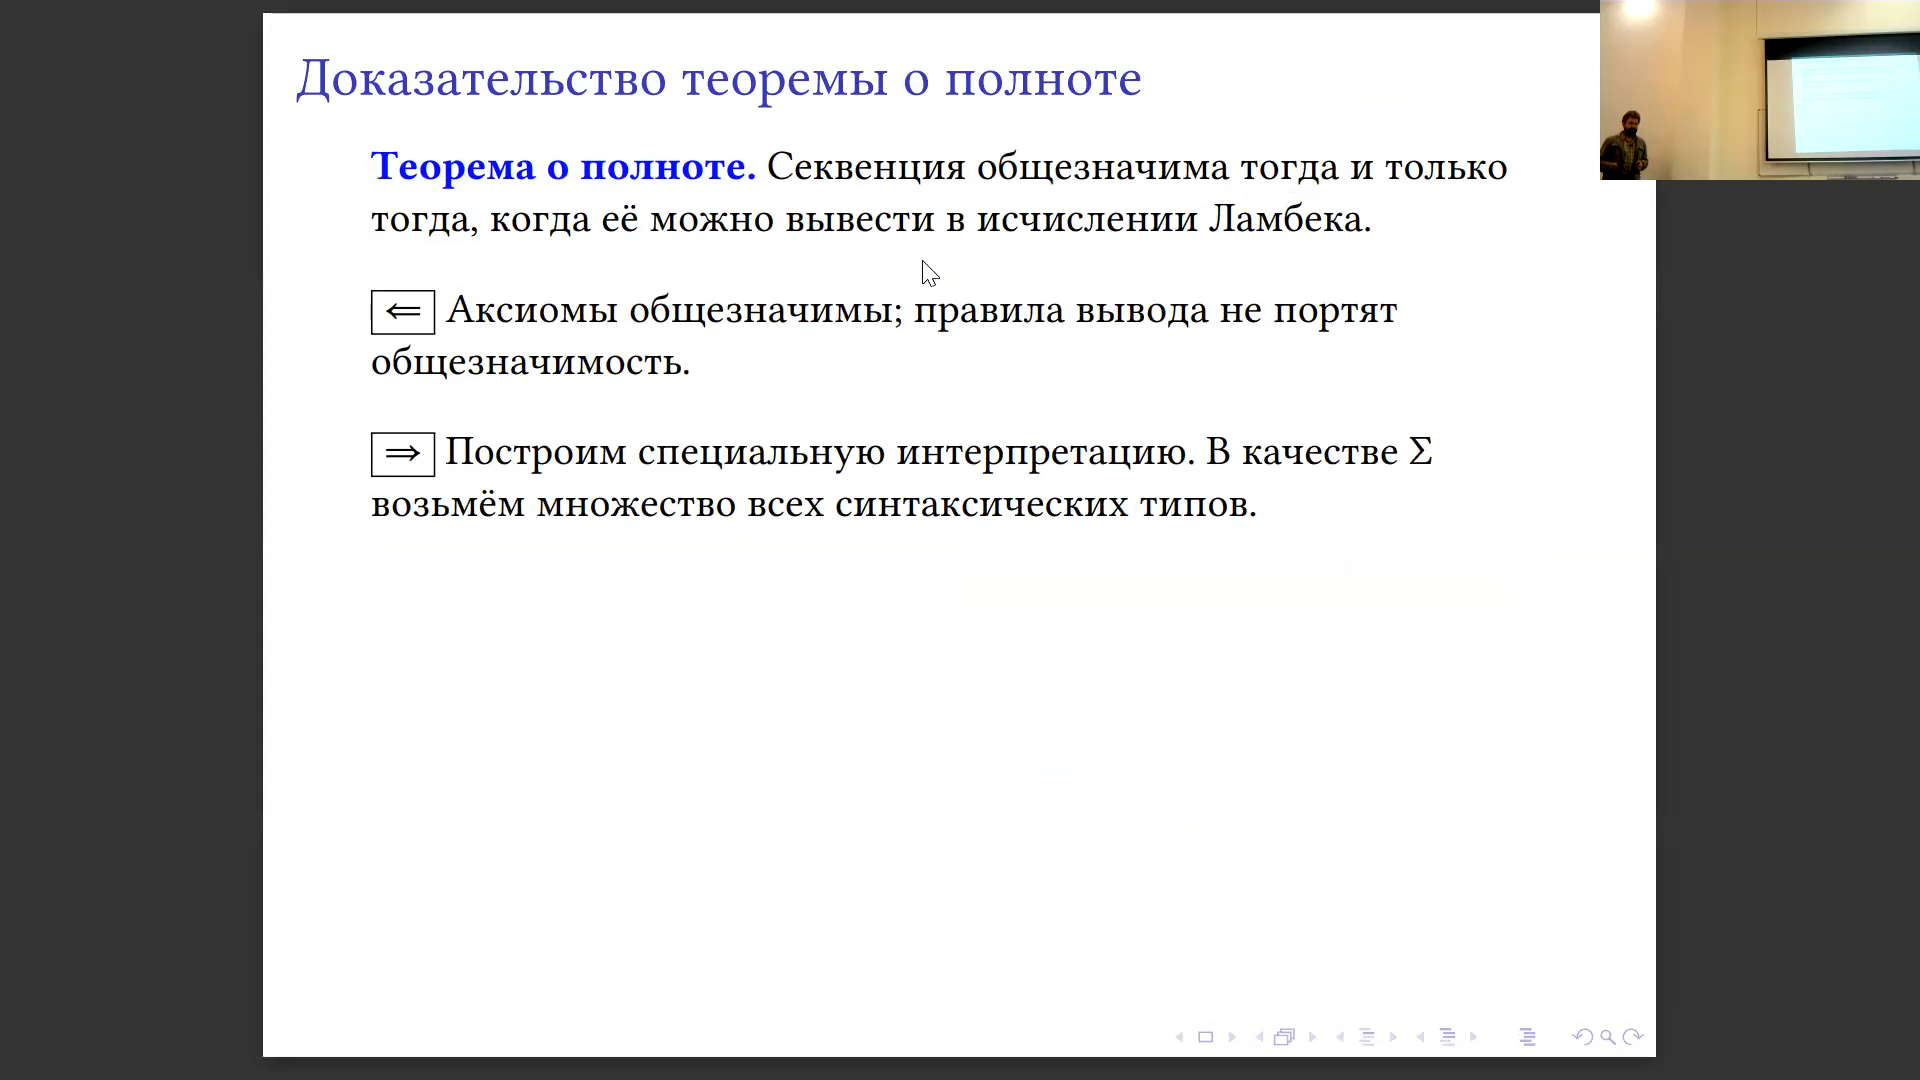 Доказательство теоремы о полноте
Теорема о полноте. Секвенция общезначима тогда и только
тогда, когда её можно вывести в исчислении Ламбека.
⇐ Аксиомы общезначимы; правила вывода не портят
общезначимость.
⇒ Построим специальную интерпретацию. В качестве Σ
возьмём множество всех синтаксических типов.